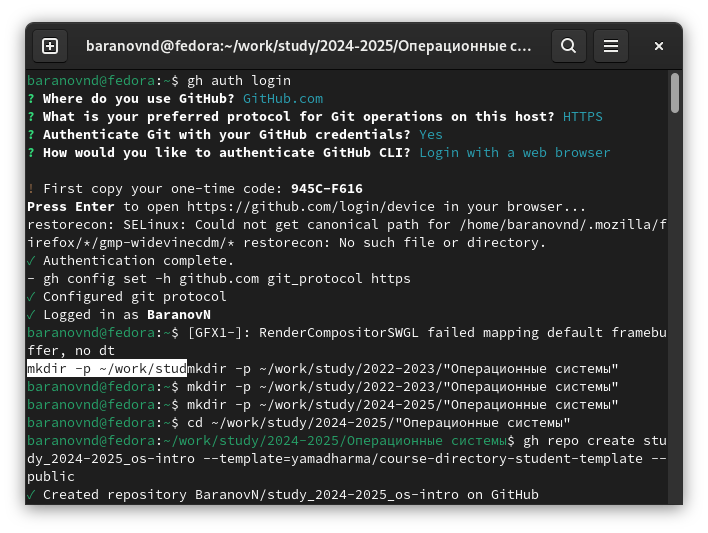 baranovnd@fedora:~/work/study/2024-2025/Операционные с…
baranovnd@fedora:~$ gh auth login
? Where do you use GitHub? GitHub.com
? What is your preferred protocol for Git operations on this host? HTTPS
? Authenticate Git with your GitHub credentials? Yes
? How would you like to authenticate GitHub CLI? Login with a web browser
! First copy your one-time code: 945C-F616
Press Enter to open https://github.com/login/device in your browser...
restorecon: SELinux: Could not get canonical path for /home/baranovnd/.mozilla/f
irefox/*/gmp-widevinecdm/* restorecon: No such file or directory.
✓ Authentication complete.
- gh config set -h github.com git_protocol https
✓ Configured git protocol
✓ Logged in as BaranovN
baranovnd@fedora:~$ [GFX1-]: RenderCompositorSWGL failed mapping default framebu
ffer, no dt
mkdir -p ~/work/studmkdir -p ~/work/study/2022-2023/"Операционные системы"
baranovnd@fedora:~$ mkdir -p ~/work/study/2022-2023/"Операционные системы"
baranovnd@fedora:~$ mkdir -p ~/work/study/2024-2025/"Операционные системы"
baranovnd@fedora:~$ cd ~/work/study/2024-2025/"Операционные системы"
baranovnd@fedora:~/work/study/2024-2025/Операционные системы$ gh repo create stu
dy_2024-2025_os-intro --template=yamadharma/course-directory-student-template --
public
✓ Created repository BaranovN/study_2024-2025_os-intro on GitHub